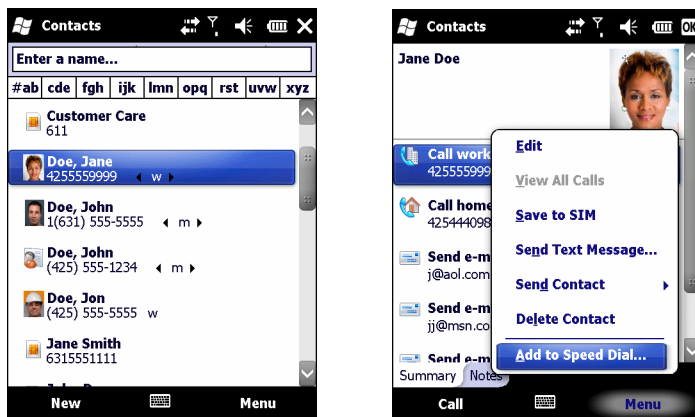 Contacts
Enter a name...
#ab cde fgh ijk lmn opq rst uvw xyz
Customer Care
611
Doe, Jane
4255559999 w
Doe, John
1(631) 555-5555 m
Doe, John
(425) 555-1234 m
Doe, Jon
(425) 555-5555 w
Jane Smith
6315551111
New Menu
Contacts OK
Jane Doe
Call work
425555999
Call home
425444098
Send e-m
j@aol.com
Send e-m
jj@msn.co
Send e-m
Edit
View All Calls
Save to SIM
Send Text Message...
Send Contact
Delete Contact
Add to Speed Dial...
Summary Notes
Call Menu